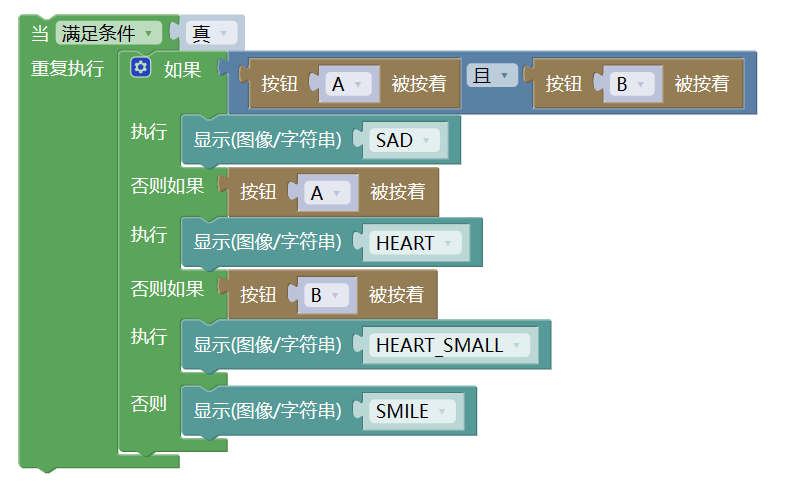 当 满足条件 真
重复执行 如果 按钮 A 被按着 且 按钮 B 被按着
执行 显示(图像/字符串) SAD
否则如果 按钮 A 被按着
执行 显示(图像/字符串) HEART
否则如果 按钮 B 被按着
执行 显示(图像/字符串) HEART_SMALL
否则 显示(图像/字符串) SMILE